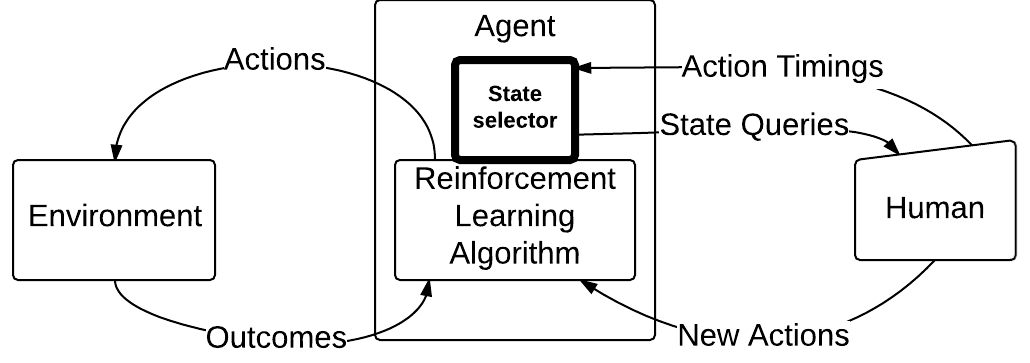 Agent
Actions
Action Timings
State
selector
State Queries
Reinforcement
Learning
Algorithm
Environment
Human
Outcomes
New Actions